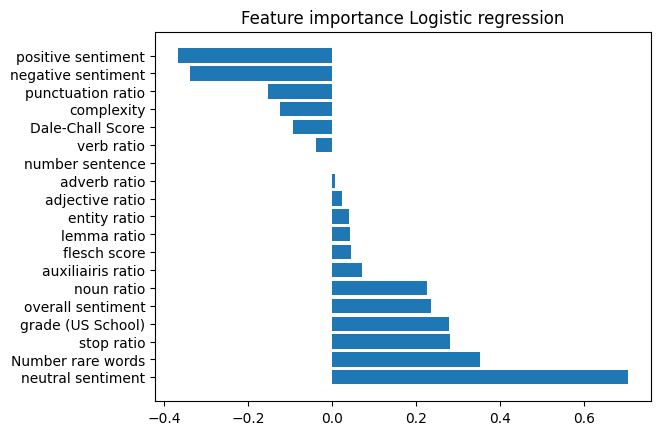 Feature importance Logistic regression
positive sentiment
negative sentiment
punctuation ratio
complexity
Dale-Chall Score
verb ratio
number sentence
adverb ratio
adjective ratio
entity ratio
lemma ratio
flesch score
auxiliairis ratio
noun ratio
overall sentiment
grade (US School)
stop ratio
Number rare words
neutral sentiment
−0.4 −0.2 0.0 0.2 0.4 0.6